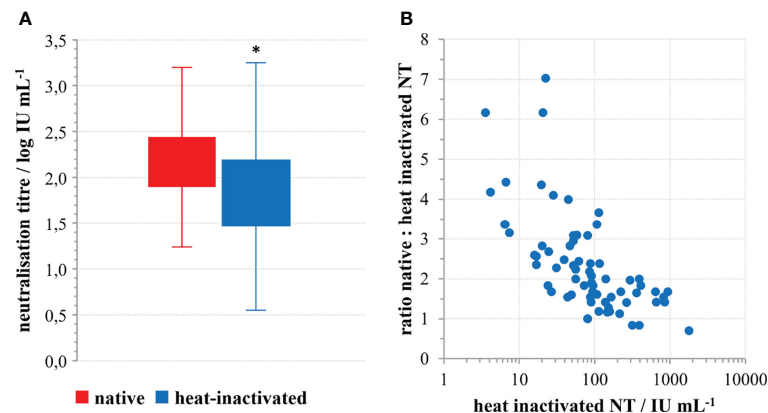 A
neutralisation titre / log IU mL⁻¹
3,5
3,0
2,5
2,0
1,5
1,0
0,5
0,0
*
native heat-inactivated
B
ratio native : heat inactivated NT
8
7
6
5
4
3
2
1
0
1 10 100 1000 10000
heat inactivated NT / IU mL⁻¹